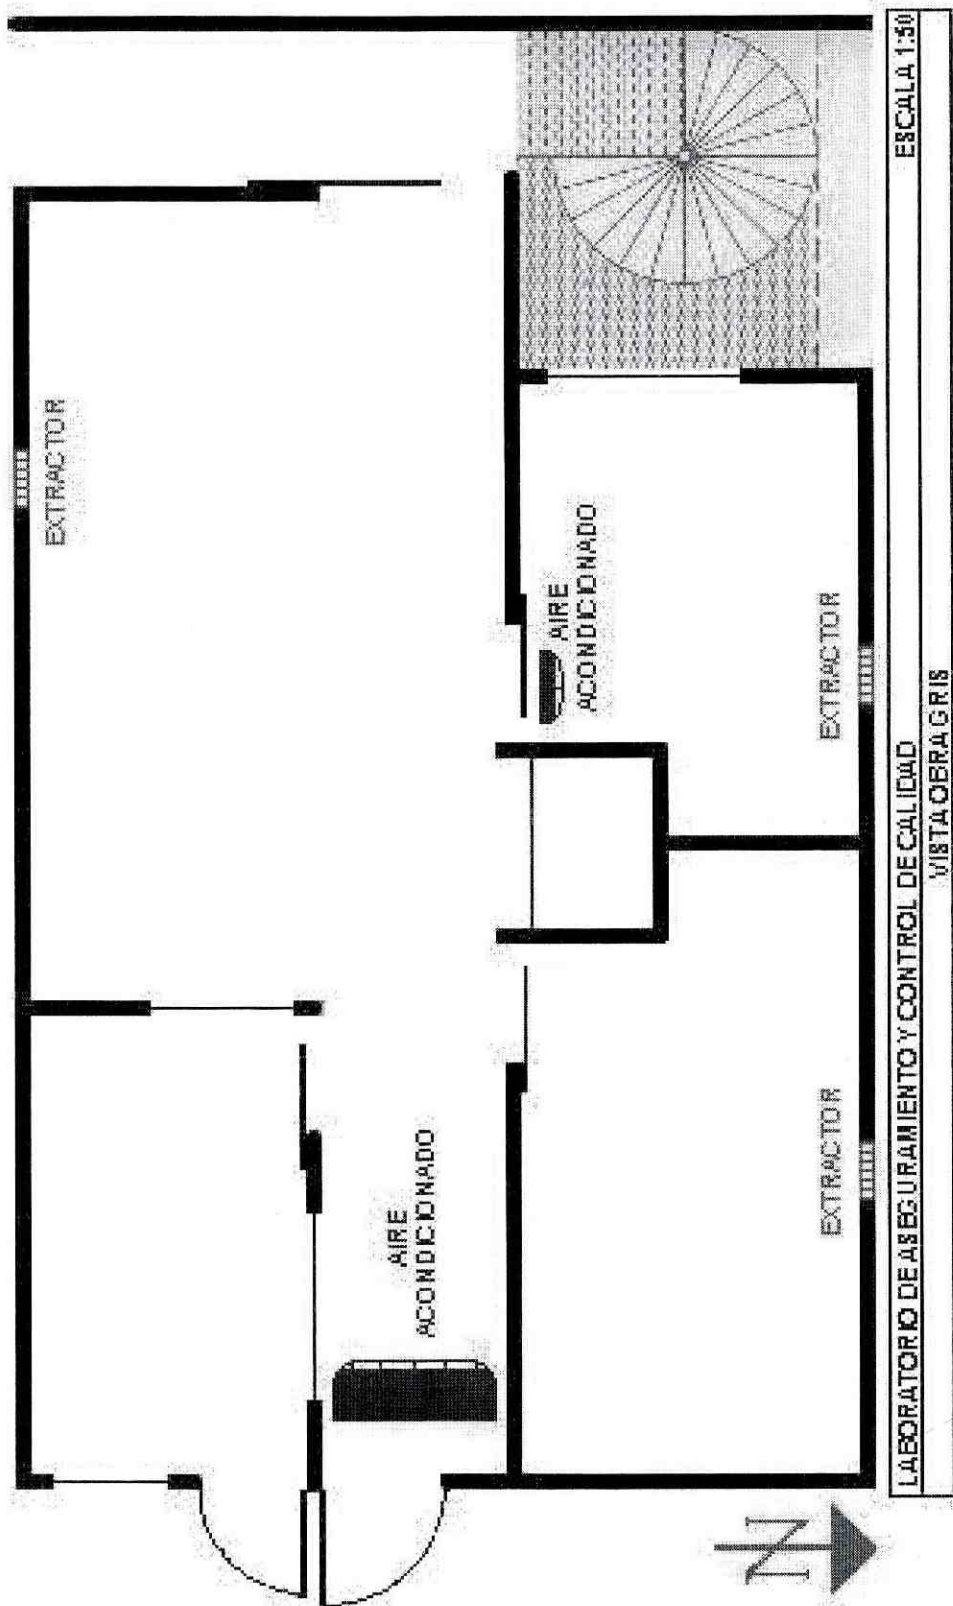 EXTRACTOR
AIRE
ACONDICIONADO
AIRE
ACONDICIONADO
EXTRACTOR
EXTRACTOR
N
LABORATORIO DE ASEGURAMIENTO Y CONTROL DE CALIDAD
ESCALA 1:50
VISTA OBRA GRIS